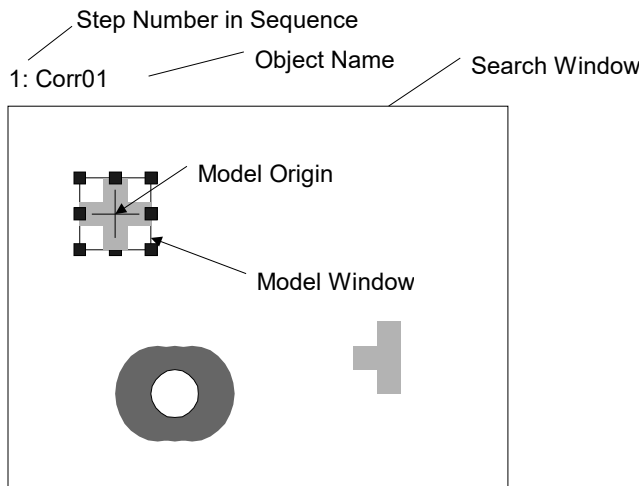 Step Number in Sequence
Object Name
Search Window
1: Corr01
Model Origin
Model Window